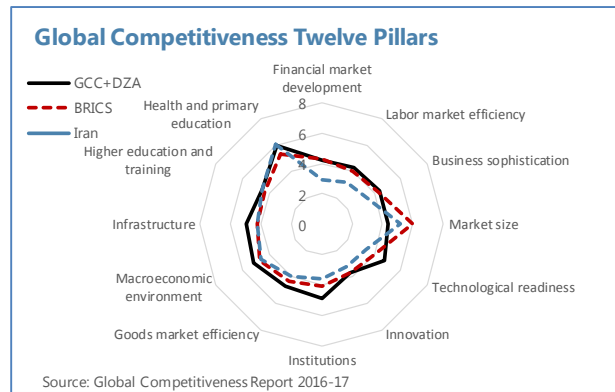 Global Competitiveness Twelve Pillars
GCC+DZA
BRICS
Iran
Financial market
development
Labor market efficiency
Business sophistication
Market size
Technological readiness
Innovation
Institutions
Goods market efficiency
Macroeconomic
environment
Infrastructure
Higher education and
training
Health and primary
education
8
6
4
2
0
Source: Global Competitiveness Report 2016-17